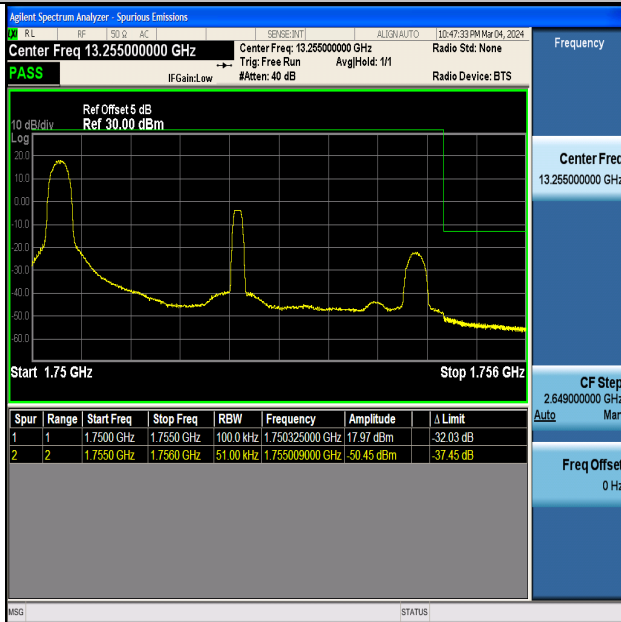 Agilent Spectrum Analyzer - Spurious Emissions
RL RF 50 Ω AC SENSE:INT ALIGN AUTO 10:47:33 PM Mar 04, 2024
Center Freq 13.255000000 GHz Center Freq: 13.255000000 GHz Radio Std: None
Trig: Free Run Avg|Hold: 1/1
PASS IFGain:Low #Atten: 40 dB Radio Device: BTS
Ref Offset 5 dB
10 dB/div Ref 30.00 dBm
Log
20.0
10.0
0.00
-10.0
-20.0
-30.0
-40.0
-50.0
-60.0
Start 1.75 GHz Stop 1.756 GHz
Spur Range Start Freq Stop Freq RBW Frequency Amplitude Δ Limit
1 1 1.7500 GHz 1.7550 GHz 100.0 kHz 1.750325000 GHz 17.97 dBm -32.03 dB
2 2 1.7550 GHz 1.7560 GHz 51.00 kHz 1.755009000 GHz -50.45 dBm -37.45 dB
MSG STATUS
Frequency
Center Freq
13.255000000 GHz
CF Step
2.649000000 GHz
Auto Man
Freq Offset
0 Hz